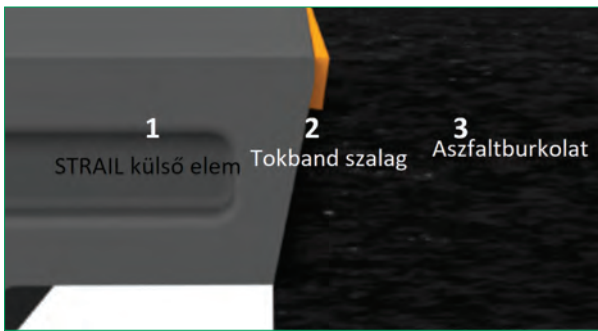 1
STRAIL külső elem
2
Tokband szalag
3
Aszfaltburkolat